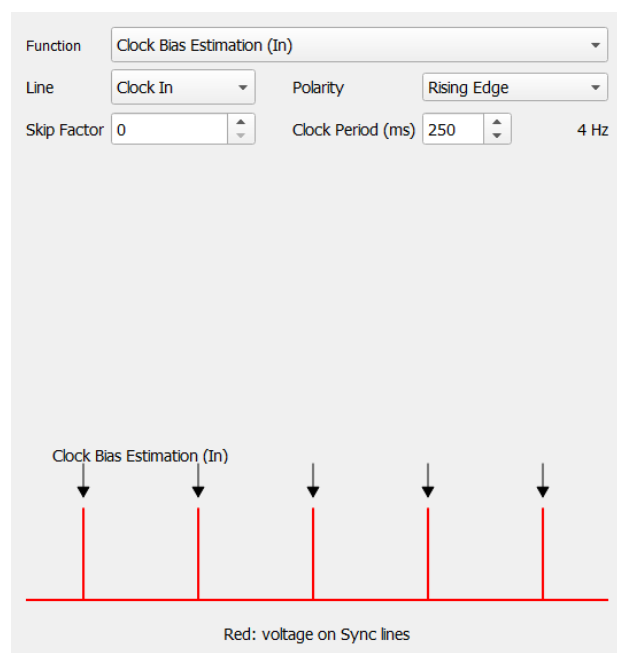 Function Clock Bias Estimation (In)
Line Clock In Polarity Rising Edge
Skip Factor 0 Clock Period (ms) 250 4 Hz
Clock Bias Estimation (In)
Red: voltage on Sync lines